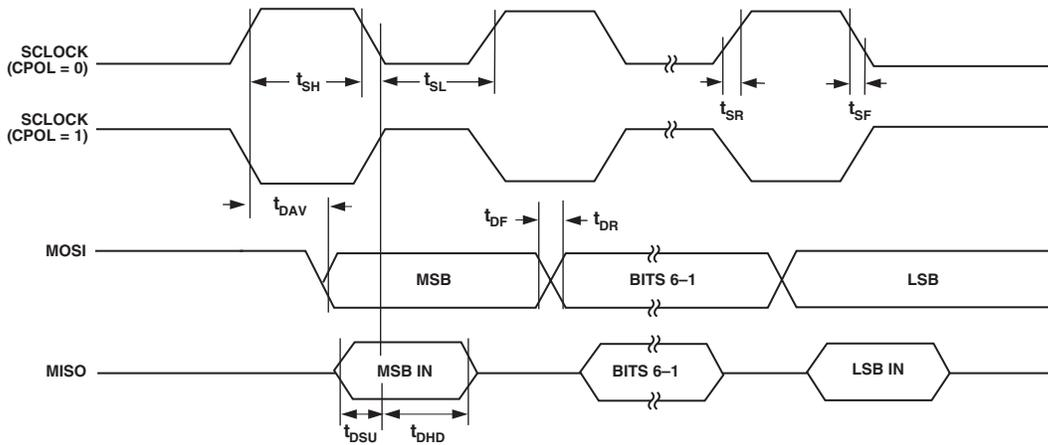 SCLOCK
(CPOL = 0)
tSH
tSL
tSR
tSF
SCLOCK
(CPOL = 1)
tDAV
tDF
tDR
MOSI
MSB
BITS 6–1
LSB
MISO
MSB IN
BITS 6–1
LSB IN
tDSU
tDHD